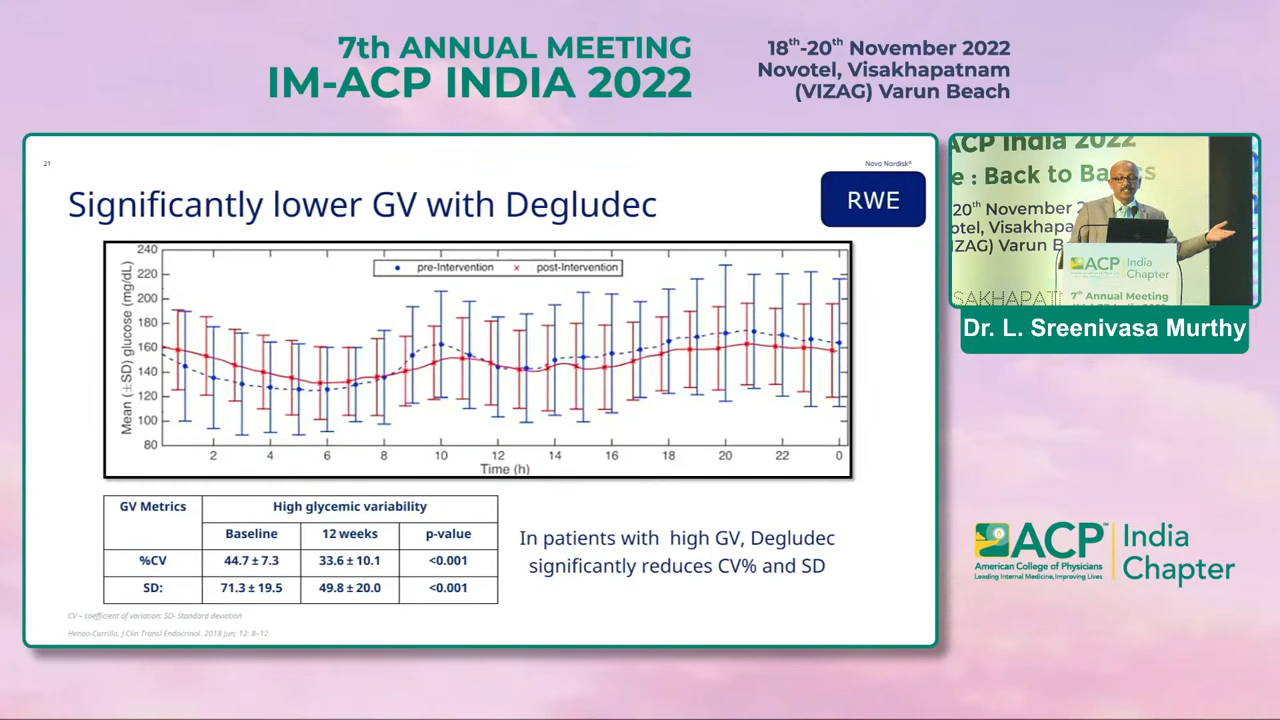 7th ANNUAL MEETING
IM-ACP INDIA 2022
18th-20th November 2022
Novotel, Visakhapatnam
(VIZAG) Varun Beach
21
Novo Nordisk®
Significantly lower GV with Degludec
RWE
pre-Intervention
post-Intervention
Mean (±SD) glucose (mg/dL)
240
220
200
180
160
140
120
100
80
2 4 6 8 10 12 14 16 18 20 22 0
Time (h)
GV Metrics High glycemic variability
Baseline 12 weeks p-value
%CV 44.7 ± 7.3 33.6 ± 10.1 <0.001
SD: 71.3 ± 19.5 49.8 ± 20.0 <0.001
In patients with high GV, Degludec
significantly reduces CV% and SD
CV – coefficient of variation; SD- Standard deviation
Henao-Carrillo. J Clin Transl Endocrinol. 2018 Jun; 12: 8–12.
ACP India 2022
e : Back to Ba cs
20th November 2
otel, Visakhapa
IZAG) Varun B
SAKHAPAT
ACP India
Chapter
7th Annual Meeting
Dr. L. Sreenivasa Murthy
ACP™
American College of Physicians
Leading Internal Medicine, Improving Lives
India
Chapter